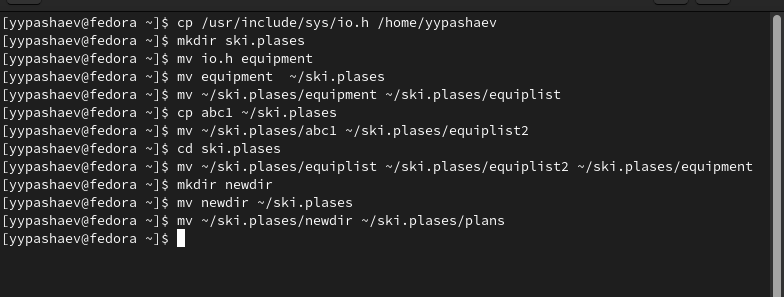 [yypashaev@fedora ~]$ cp /usr/include/sys/io.h /home/yypashaev
[yypashaev@fedora ~]$ mkdir ski.plases
[yypashaev@fedora ~]$ mv io.h equipment
[yypashaev@fedora ~]$ mv equipment  ~/ski.plases
[yypashaev@fedora ~]$ mv ~/ski.plases/equipment ~/ski.plases/equiplist
[yypashaev@fedora ~]$ cp abc1 ~/ski.plases
[yypashaev@fedora ~]$ mv ~/ski.plases/abc1 ~/ski.plases/equiplist2
[yypashaev@fedora ~]$ cd ski.plases
[yypashaev@fedora ~]$ mv ~/ski.plases/equiplist ~/ski.plases/equiplist2 ~/ski.plases/equipment
[yypashaev@fedora ~]$ mkdir newdir
[yypashaev@fedora ~]$ mv newdir ~/ski.plases
[yypashaev@fedora ~]$ mv ~/ski.plases/newdir ~/ski.plases/plans
[yypashaev@fedora ~]$